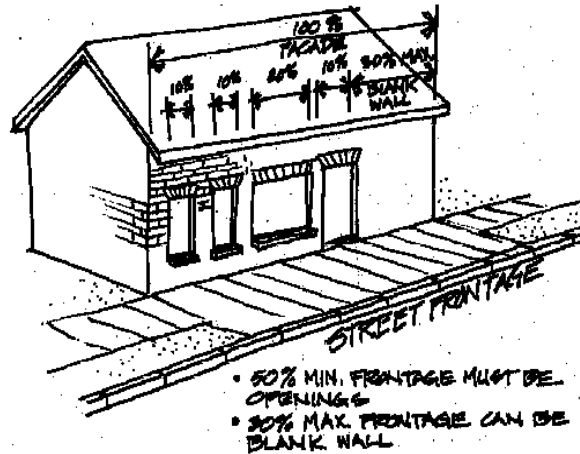 100%
FACADE
10%
10%
20%
10%
30% MAX.
BLANK
WALL
STREET FRONTAGE
• 50% MIN. FRONTAGE MUST BE
OPENINGS
• 30% MAX. FRONTAGE CAN BE
BLANK WALL